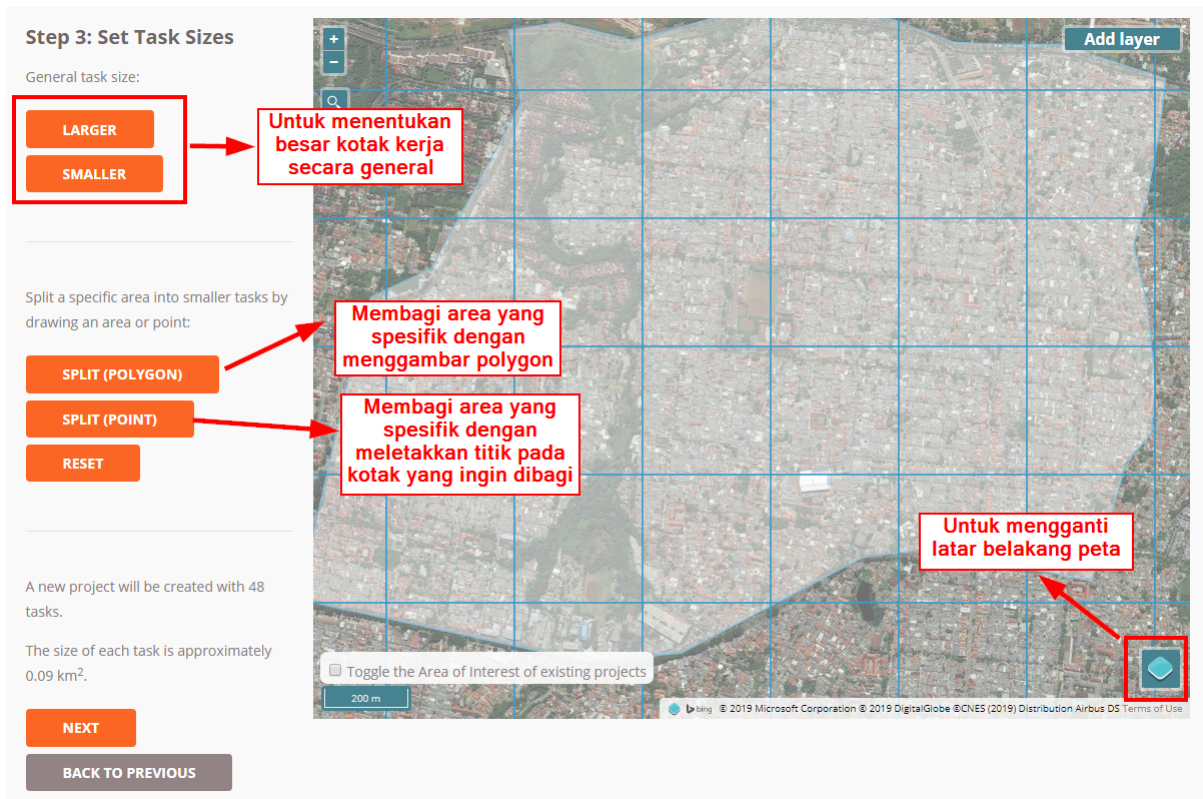 Step 3: Set Task Sizes
General task size:
LARGER
SMALLER
Untuk menentukan
besar kotak kerja
secara general
Split a specific area into smaller tasks by
drawing an area or point:
SPLIT (POLYGON)
SPLIT (POINT)
RESET
Membagi area yang
spesifik dengan
menggambar polygon
Membagi area yang
spesifik dengan
meletakkan titik pada
kotak yang ingin dibagi
A new project will be created with 48
tasks.
The size of each task is approximately
0.09 km².
NEXT
BACK TO PREVIOUS
+
−
Add layer
Untuk mengganti
latar belakang peta
Toggle the Area of Interest of existing projects
200 m
bing © 2019 Microsoft Corporation © 2019 DigitalGlobe ©CNES (2019) Distribution Airbus DS Terms of Use